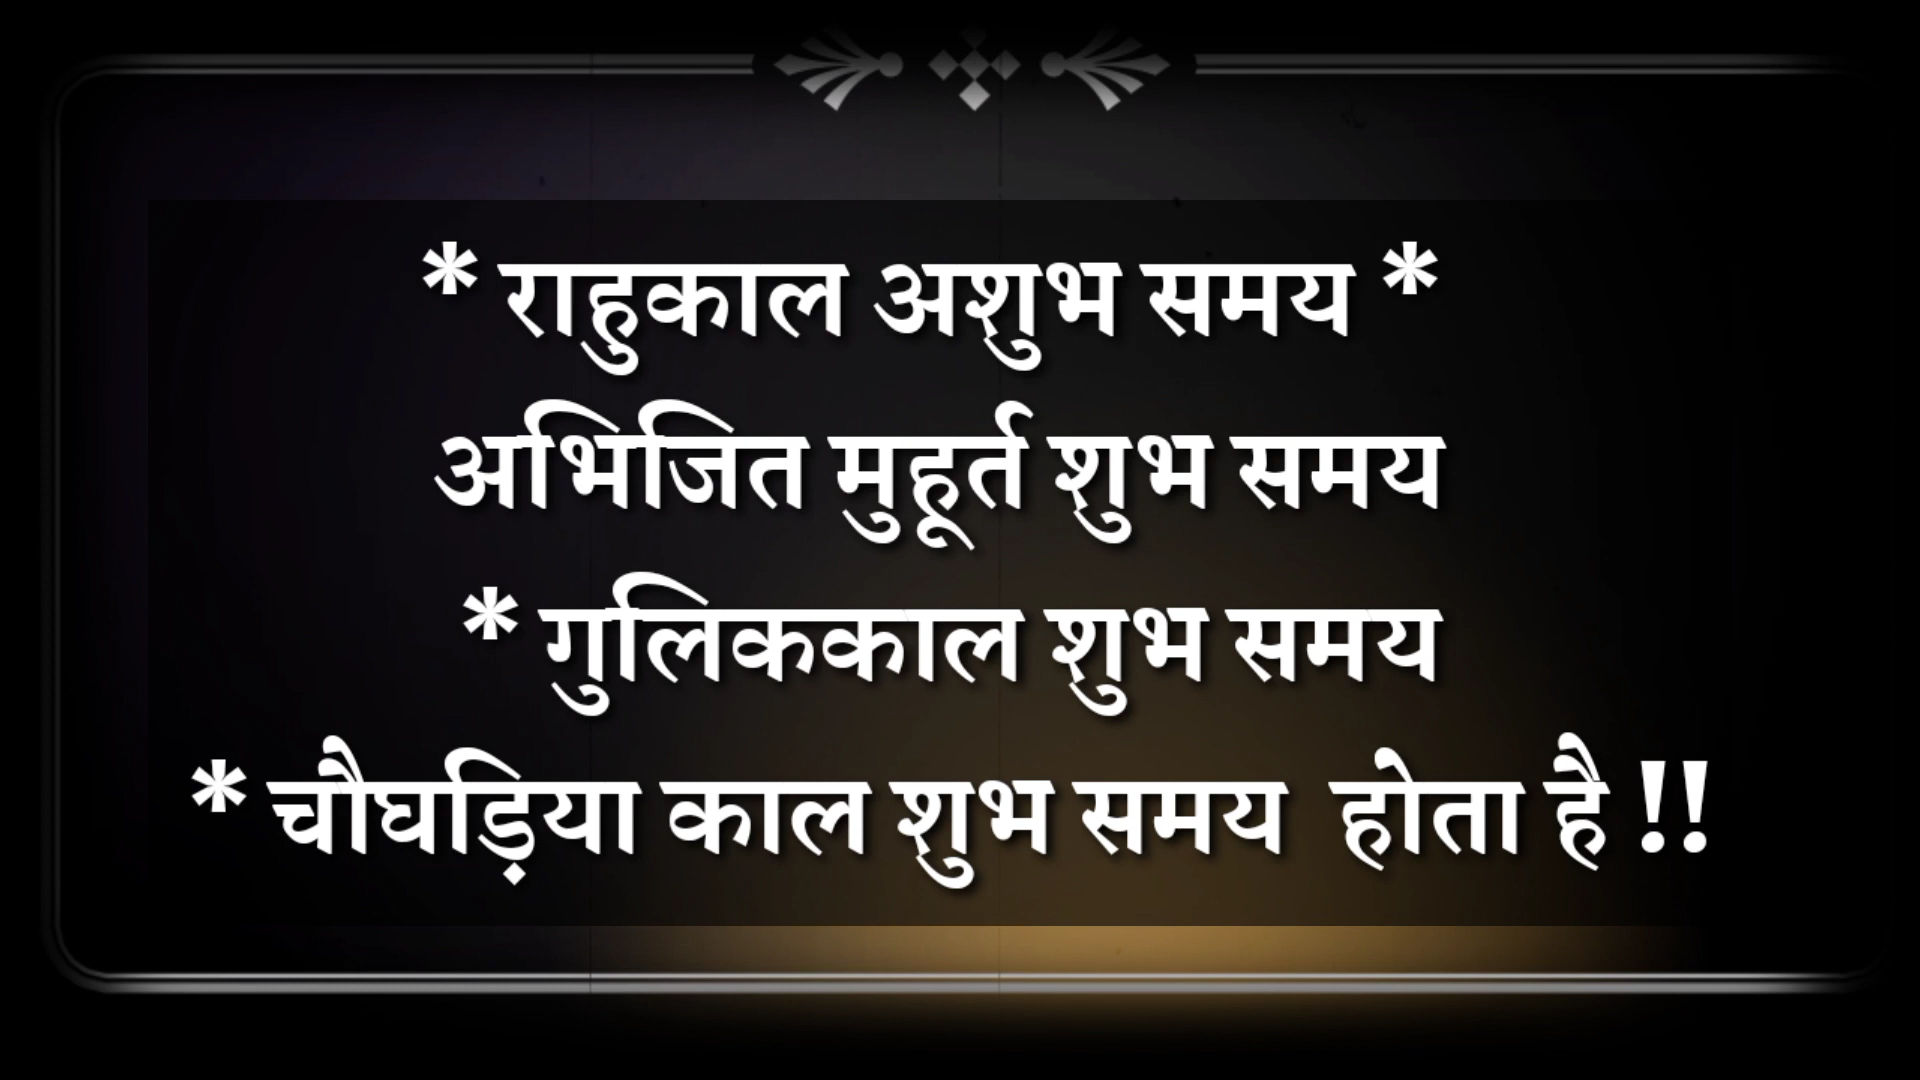 * राहुकाल अशुभ समय *
अभिजित मुहूर्त शुभ समय
* गुलिककाल शुभ समय
* चौघड़िया काल शुभ समय होता है !!